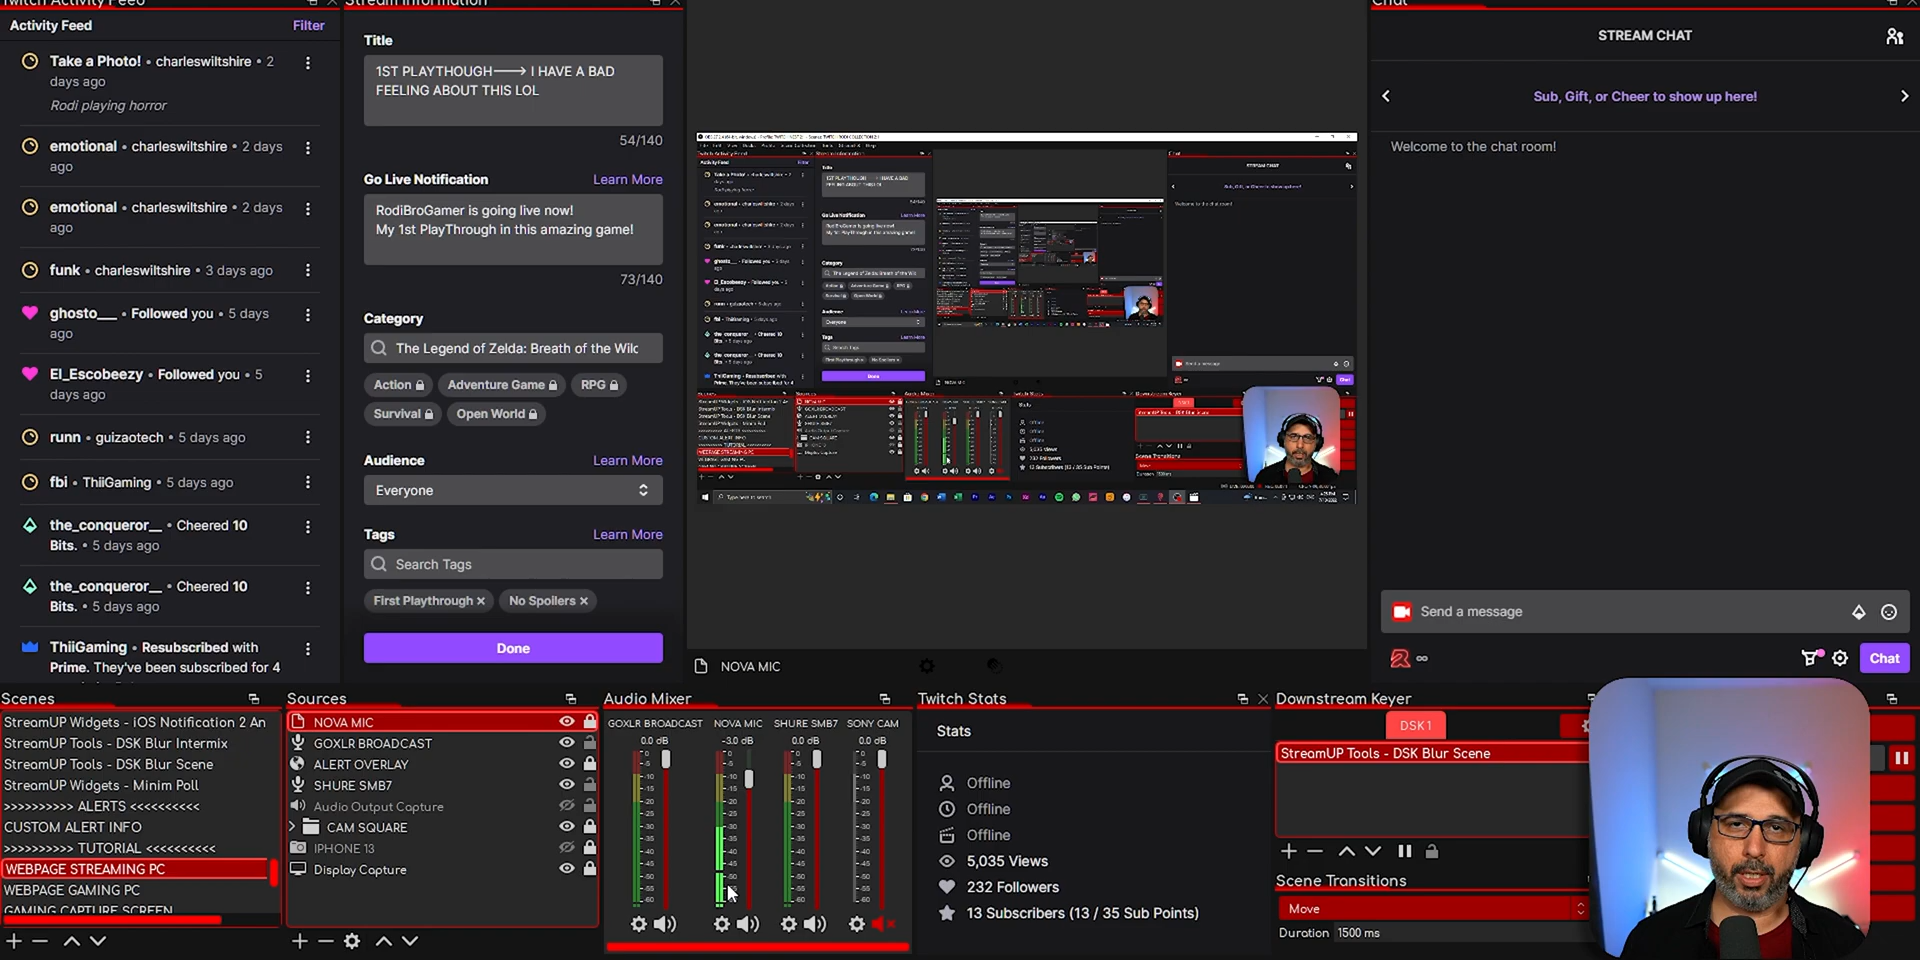 Twitch Activity Feed
Activity Feed
Filter
Take a Photo! • charleswiltshire • 2
days ago
Rodi playing horror
emotional • charleswiltshire • 2 days
ago
emotional • charleswiltshire • 2 days
ago
funk • charleswiltshire • 3 days ago
ghosto___ • Followed you • 5 days
ago
El_Escobeezy • Followed you • 5
days ago
runn • guizaotech • 5 days ago
fbi • ThiiGaming • 5 days ago
the_conqueror__ • Cheered 10
Bits. • 5 days ago
the_conqueror__ • Cheered 10
Bits. • 5 days ago
ThiiGaming • Resubscribed with
Prime. They've been subscribed for 4
Stream Information
Title
1ST PLAYTHOUGH---> I HAVE A BAD
FEELING ABOUT THIS LOL
54/140
Go Live Notification
Learn More
RodiBroGamer is going live now!
My 1st PlayThrough in this amazing game!
73/140
Category
The Legend of Zelda: Breath of the Wilc
Action
Adventure Game
RPG
Survival
Open World
Audience
Learn More
Everyone
Tags
Learn More
Search Tags
First Playthrough ×
No Spoilers ×
Done
NOVA MIC
Chat
STREAM CHAT
Sub, Gift, or Cheer to show up here!
Welcome to the chat room!
Send a message
∞
Chat
Scenes
StreamUP Widgets - iOS Notification 2 An
StreamUP Tools - DSK Blur Intermix
StreamUP Tools - DSK Blur Scene
StreamUP Widgets - Minim Poll
>>>>>>>>>> ALERTS <<<<<<<<<<
CUSTOM ALERT INFO
>>>>>>>>>> TUTORIAL <<<<<<<<<<
WEBPAGE STREAMING PC
WEBPAGE GAMING PC
GAMING CAPTURE SCREEN
Sources
NOVA MIC
GOXLR BROADCAST
ALERT OVERLAY
SHURE SMB7
Audio Output Capture
CAM SQUARE
IPHONE 13
Display Capture
Audio Mixer
GOXLR BROADCAST
NOVA MIC
SHURE SMB7
SONY CAM
0.0 dB
-3.0 dB
0.0 dB
0.0 dB
Twitch Stats
Stats
Offline
Offline
Offline
5,035 Views
232 Followers
13 Subscribers (13 / 35 Sub Points)
Downstream Keyer
DSK1
StreamUP Tools - DSK Blur Scene
Scene Transitions
Move
Duration 1500 ms